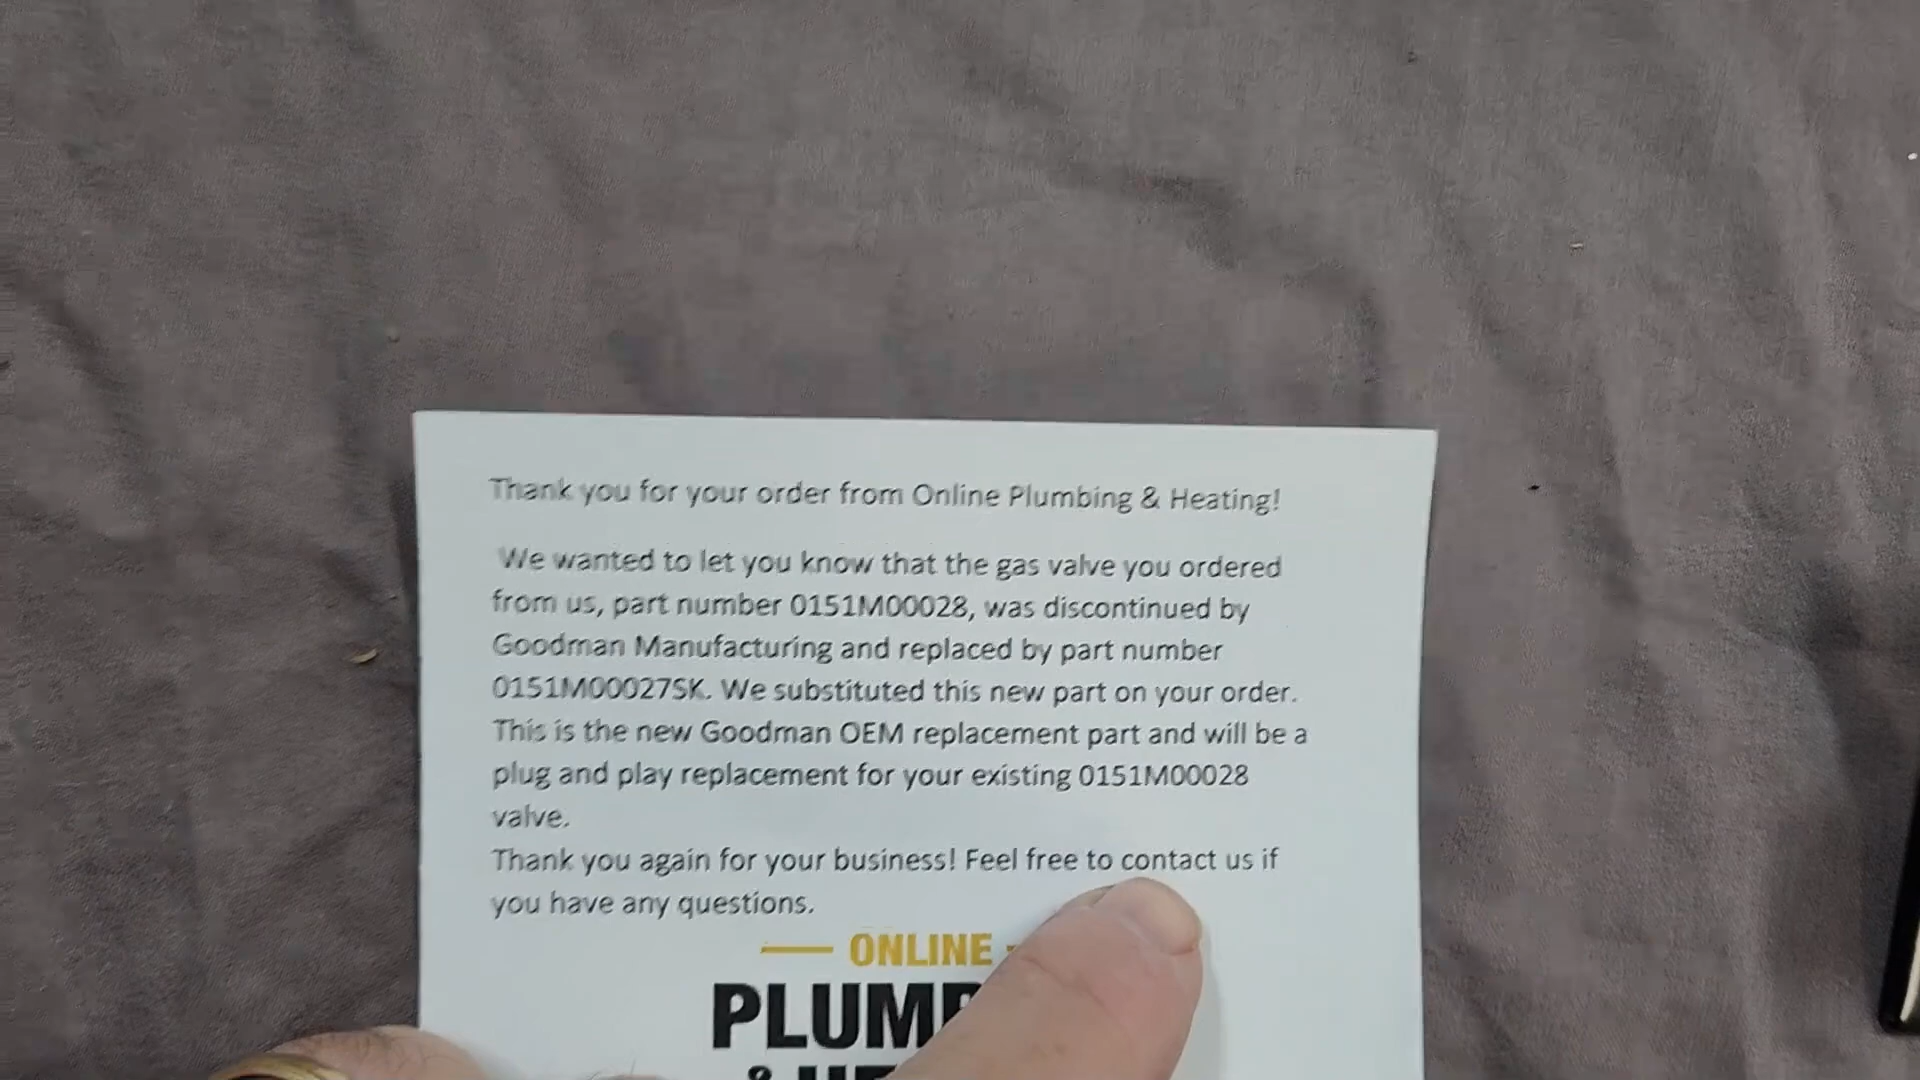 Thank you for your order from Online Plumbing & Heating!
We wanted to let you know that the gas valve you ordered
from us, part number 0151M00028, was discontinued by
Goodman Manufacturing and replaced by part number
0151M00027SK. We substituted this new part on your order.
This is the new Goodman OEM replacement part and will be a
plug and play replacement for your existing 0151M00028
valve.
Thank you again for your business! Feel free to contact us if
you have any questions.
ONLINE